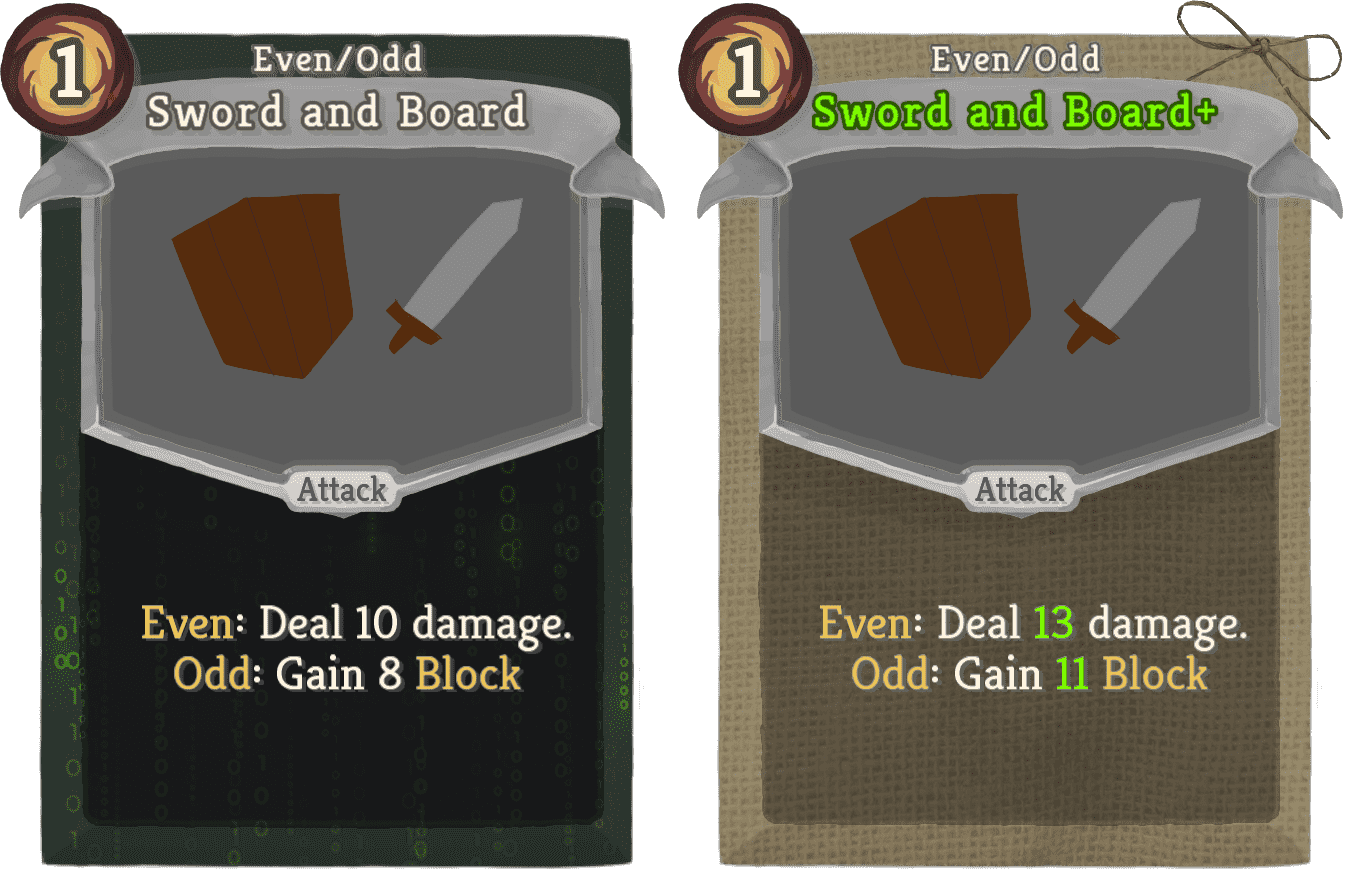 1
Even/Odd
Sword and Board
Attack
Even: Deal 10 damage.
Odd: Gain 8 Block
1
Even/Odd
Sword and Board+
Attack
Even: Deal 13 damage.
Odd: Gain 11 Block